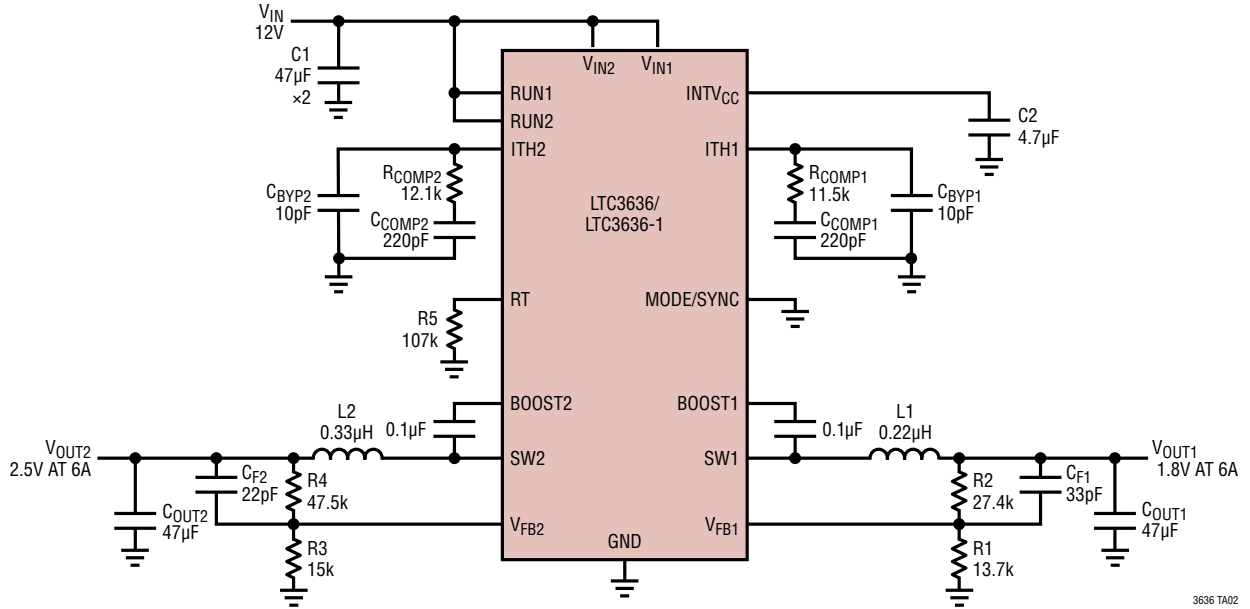 VIN
12V
C1
47µF
×2
VIN2
VIN1
RUN1
RUN2
INTVCC
C2
4.7µF
ITH2
ITH1
RCOMP2
12.1k
CBYP2
10pF
CCOMP2
220pF
LTC3636/
LTC3636-1
RCOMP1
11.5k
CCOMP1
220pF
CBYP1
10pF
RT
R5
107k
MODE/SYNC
BOOST2
BOOST1
L2
0.33µH
0.1µF
SW2
0.1µF
L1
0.22µH
SW1
VOUT2
2.5V AT 6A
CF2
22pF
R4
47.5k
COUT2
47µF
VFB2
R3
15k
VOUT1
1.8V AT 6A
R2
27.4k
CF1
33pF
COUT1
47µF
VFB1
R1
13.7k
GND
3636 TA02